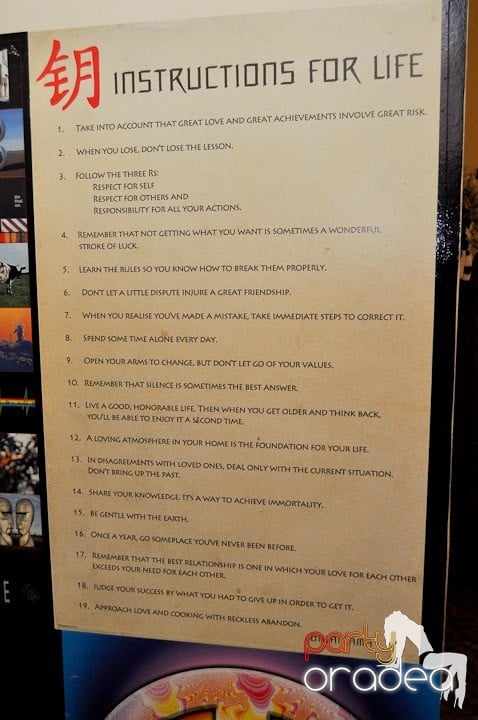 钥 INSTRUCTIONS FOR LIFE
1. TAKE INTO ACCOUNT THAT GREAT LOVE AND GREAT ACHIEVEMENTS INVOLVE GREAT RISK.
2. WHEN YOU LOSE, DON'T LOSE THE LESSON.
3. FOLLOW THE THREE Rs:
RESPECT FOR SELF
RESPECT FOR OTHERS AND
RESPONSIBILITY FOR ALL YOUR ACTIONS.
4. REMEMBER THAT NOT GETTING WHAT YOU WANT IS SOMETIMES A WONDERFUL
STROKE OF LUCK.
5. LEARN THE RULES SO YOU KNOW HOW TO BREAK THEM PROPERLY.
6. DON'T LET A LITTLE DISPUTE INJURE A GREAT FRIENDSHIP.
7. WHEN YOU REALISE YOU'VE MADE A MISTAKE, TAKE IMMEDIATE STEPS TO CORRECT IT.
8. SPEND SOME TIME ALONE EVERY DAY.
9. OPEN YOUR ARMS TO CHANGE, BUT DON'T LET GO OF YOUR VALUES.
10. REMEMBER THAT SILENCE IS SOMETIMES THE BEST ANSWER.
11. LIVE A GOOD, HONORABLE LIFE. THEN WHEN YOU GET OLDER AND THINK BACK,
YOU'LL BE ABLE TO ENJOY IT A SECOND TIME.
12. A LOVING ATMOSPHERE IN YOUR HOME IS THE FOUNDATION FOR YOUR LIFE.
13. IN DISAGREEMENTS WITH LOVED ONES, DEAL ONLY WITH THE CURRENT SITUATION.
DON'T BRING UP THE PAST.
14. SHARE YOUR KNOWLEDGE. IT'S A WAY TO ACHIEVE IMMORTALITY.
15. BE GENTLE WITH THE EARTH.
16. ONCE A YEAR, GO SOMEPLACE YOU'VE NEVER BEEN BEFORE.
17. REMEMBER THAT THE BEST RELATIONSHIP IS ONE IN WHICH YOUR LOVE FOR EACH OTHER
EXCEEDS YOUR NEED FOR EACH OTHER.
18. JUDGE YOUR SUCCESS BY WHAT YOU HAD TO GIVE UP IN ORDER TO GET IT.
19. APPROACH LOVE AND COOKING WITH RECKLESS ABANDON.
party
oradea